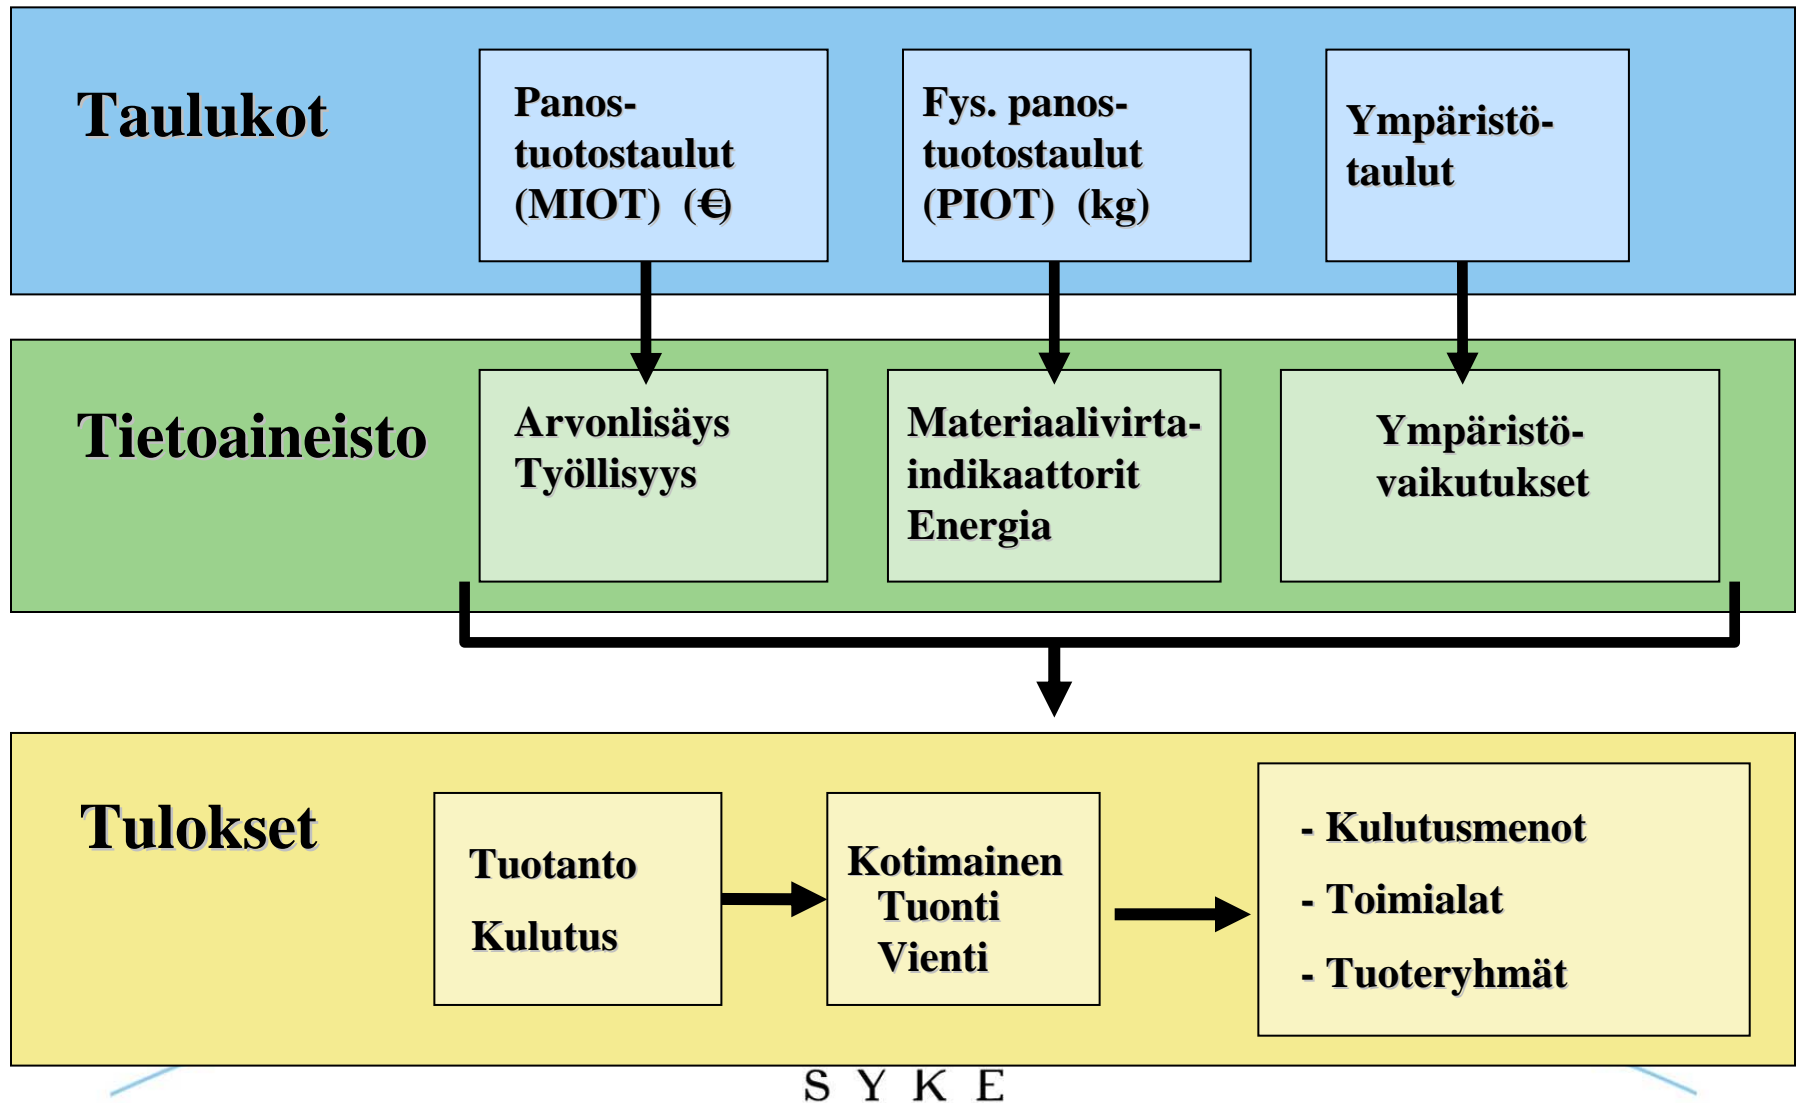 Taulukot
Panos-
tuotostaulut
(MIOT) (€)
Fys. panos-
tuotostaulut
(PIOT) (kg)
Ympäristö-
taulut
Tietoaineisto
Arvonlisäys
Työllisyys
Materiaalivirta-
indikaattorit
Energia
Ympäristö-
vaikutukset
Tulokset
Tuotanto
Kulutus
Kotimainen
Tuonti
Vienti
- Kulutusmenot
- Toimialat
- Tuoteryhmät
S Y K E